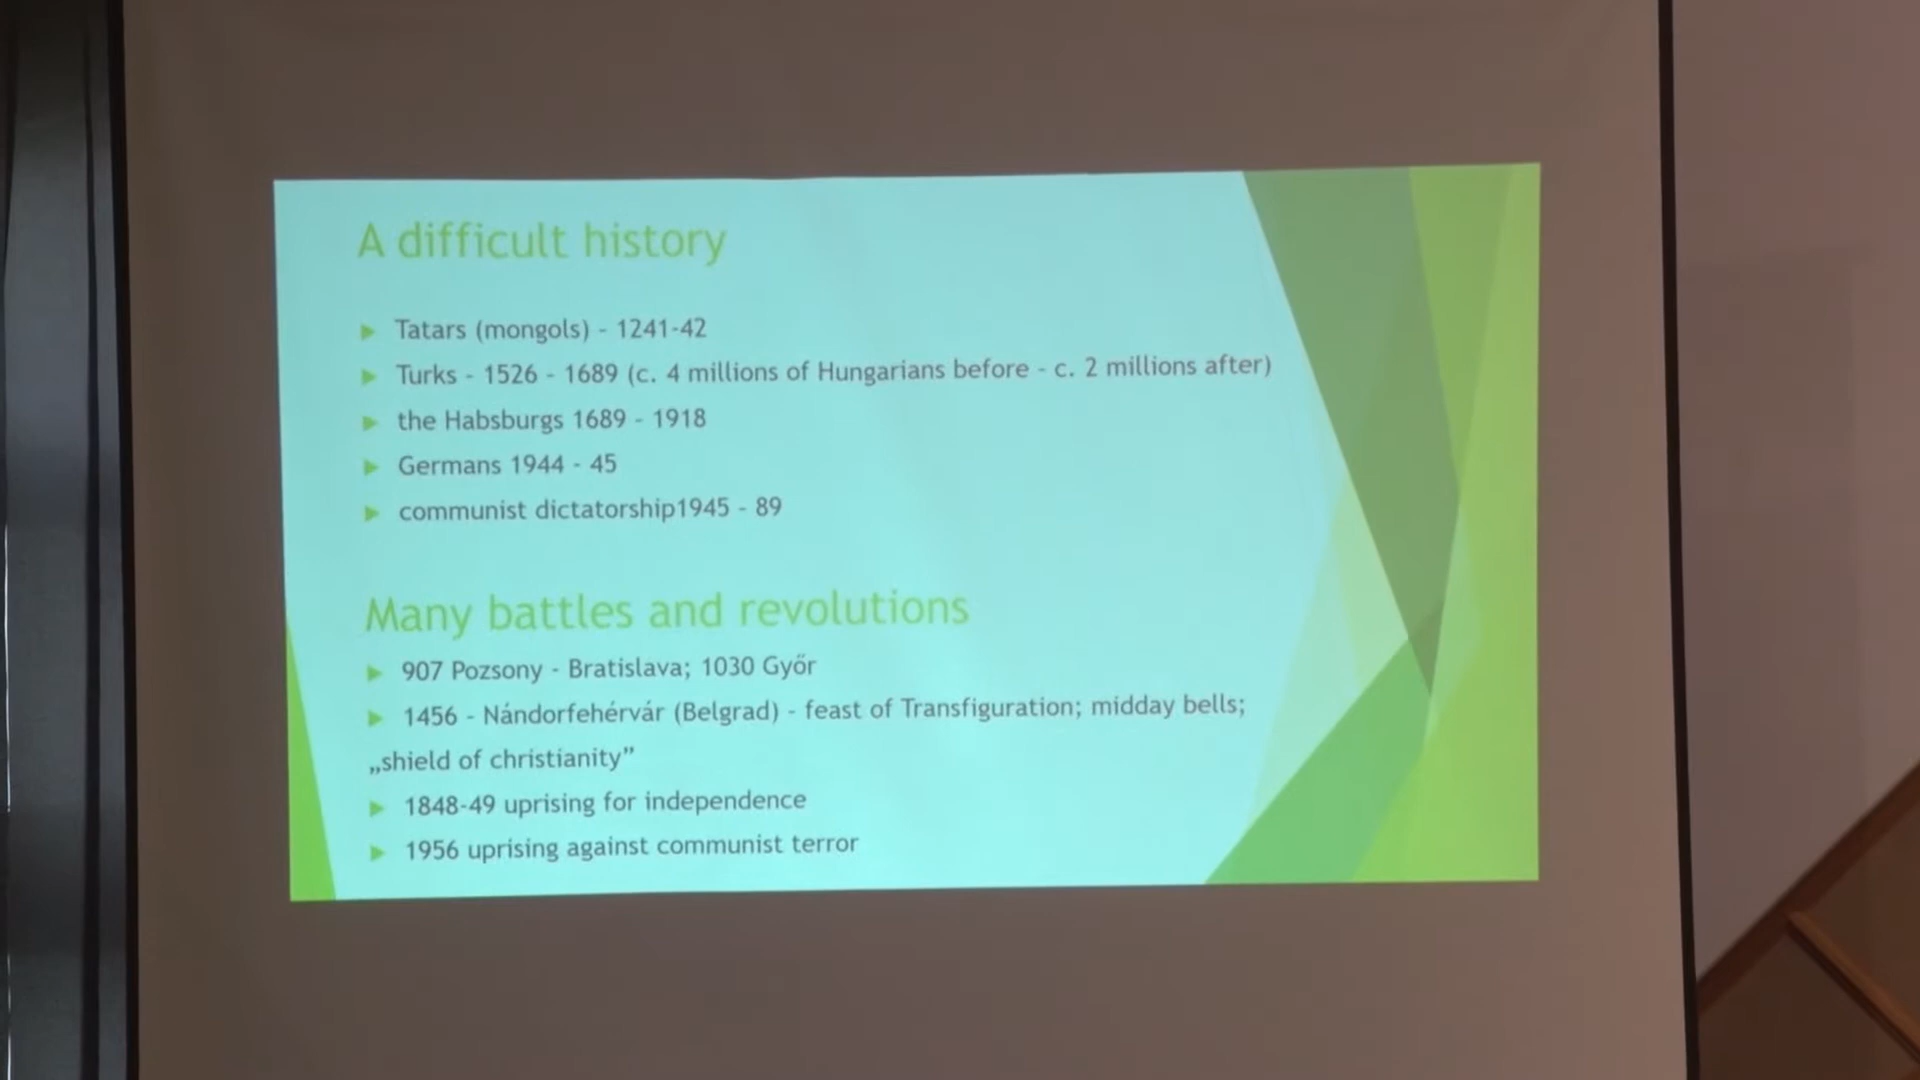 A difficult history
Tatars (mongols) - 1241-42
Turks - 1526 - 1689 (c. 4 millions of Hungarians before - c. 2 millions after)
the Habsburgs 1689 - 1918
Germans 1944 - 45
communist dictatorship1945 - 89
Many battles and revolutions
907 Pozsony - Bratislava; 1030 Győr
1456 - Nándorfehérvár (Belgrad) - feast of Transfiguration; midday bells;
„shield of christianity”
1848-49 uprising for independence
1956 uprising against communist terror